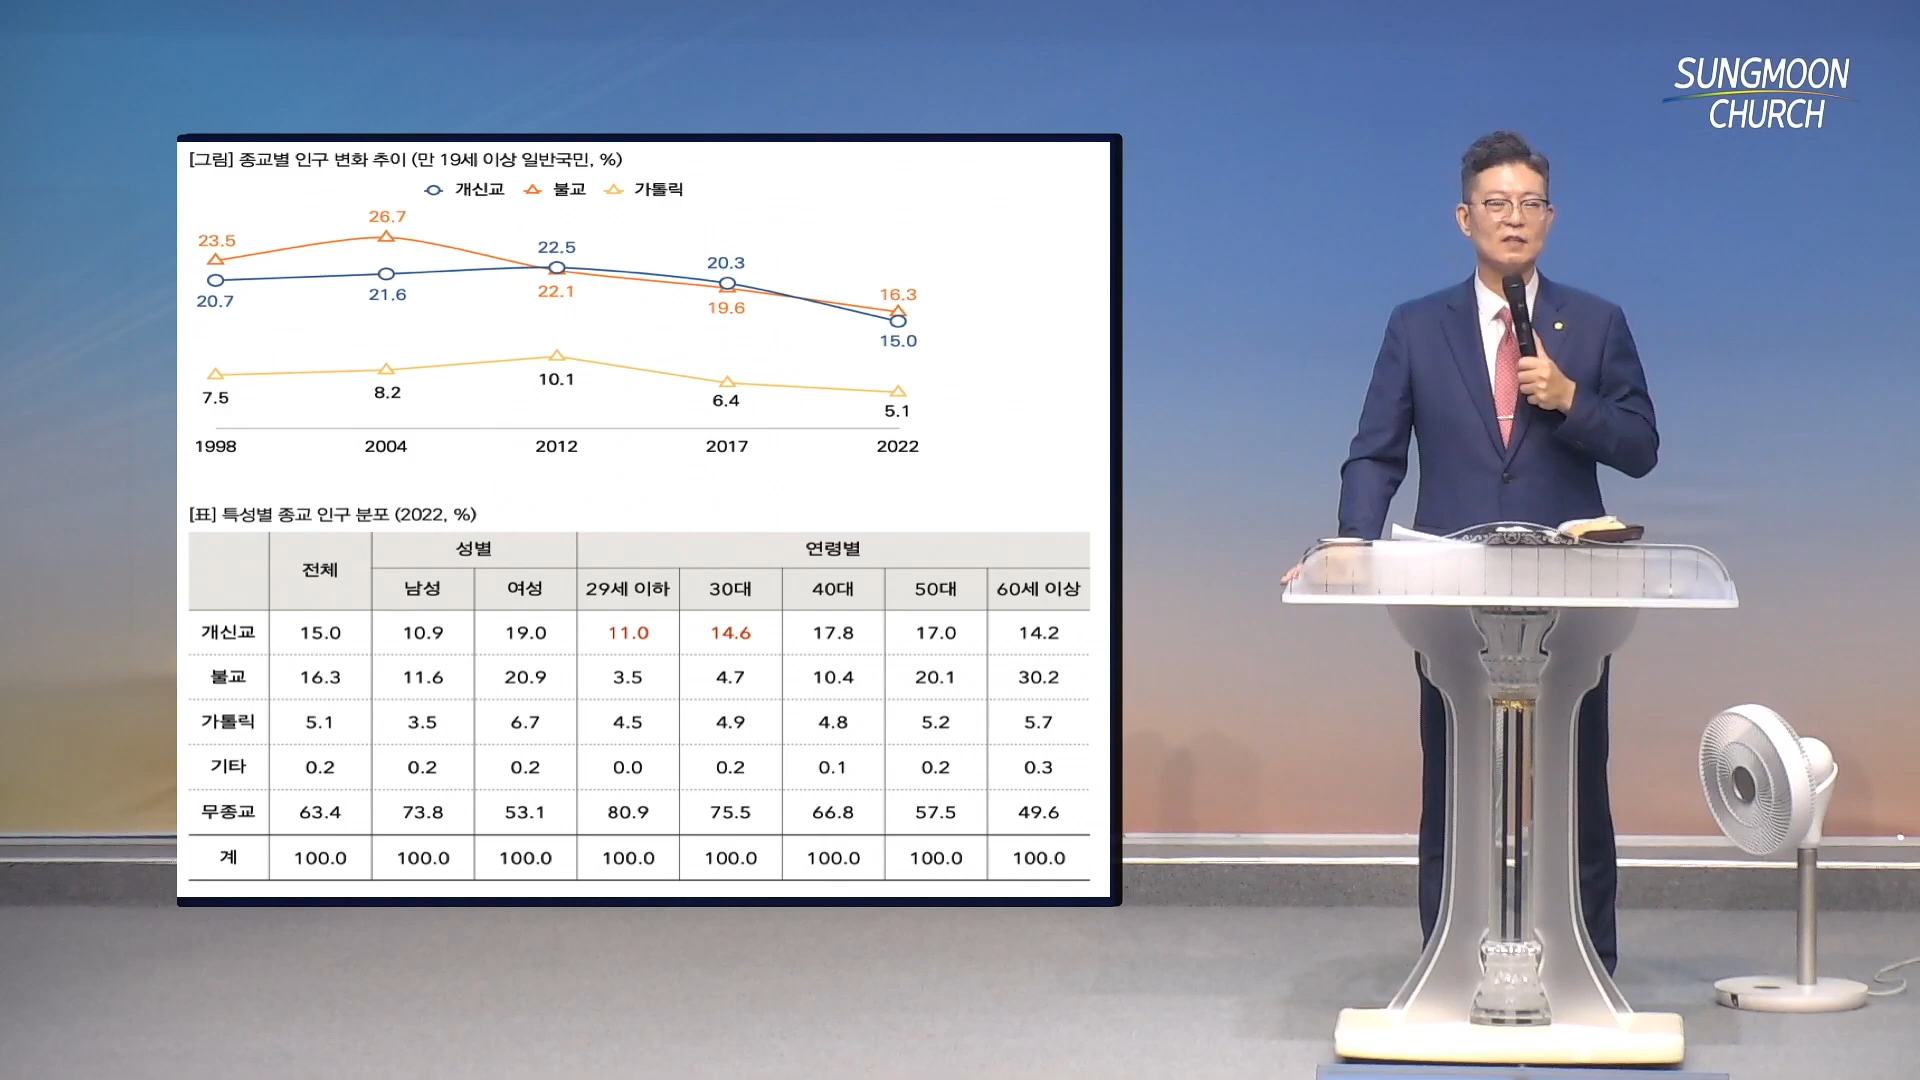 SUNGMOON
CHURCH
[그림] 종교별 인구 변화 추이 (만 19세 이상 일반국민, %)
개신교 불교 가톨릭
26.7
23.5
22.5
20.3
20.7
21.6
22.1
19.6
16.3
15.0
7.5
8.2
10.1
6.4
5.1
1998 2004 2012 2017 2022
[표] 특성별 종교 인구 분포 (2022, %)
전체 성별 연령별
남성 여성 29세 이하 30대 40대 50대 60세 이상
개신교 15.0 10.9 19.0 11.0 14.6 17.8 17.0 14.2
불교 16.3 11.6 20.9 3.5 4.7 10.4 20.1 30.2
가톨릭 5.1 3.5 6.7 4.5 4.9 4.8 5.2 5.7
기타 0.2 0.2 0.2 0.0 0.2 0.1 0.2 0.3
무종교 63.4 73.8 53.1 80.9 75.5 66.8 57.5 49.6
계 100.0 100.0 100.0 100.0 100.0 100.0 100.0 100.0